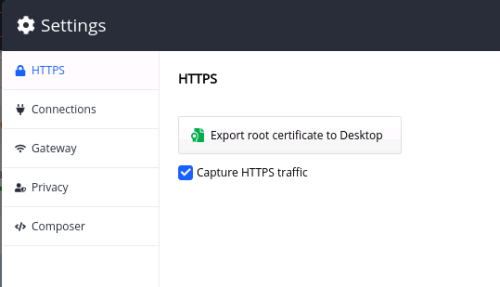 Settings
HTTPS
Connections
Gateway
Privacy
Composer
HTTPS
Export root certificate to Desktop
Capture HTTPS traffic